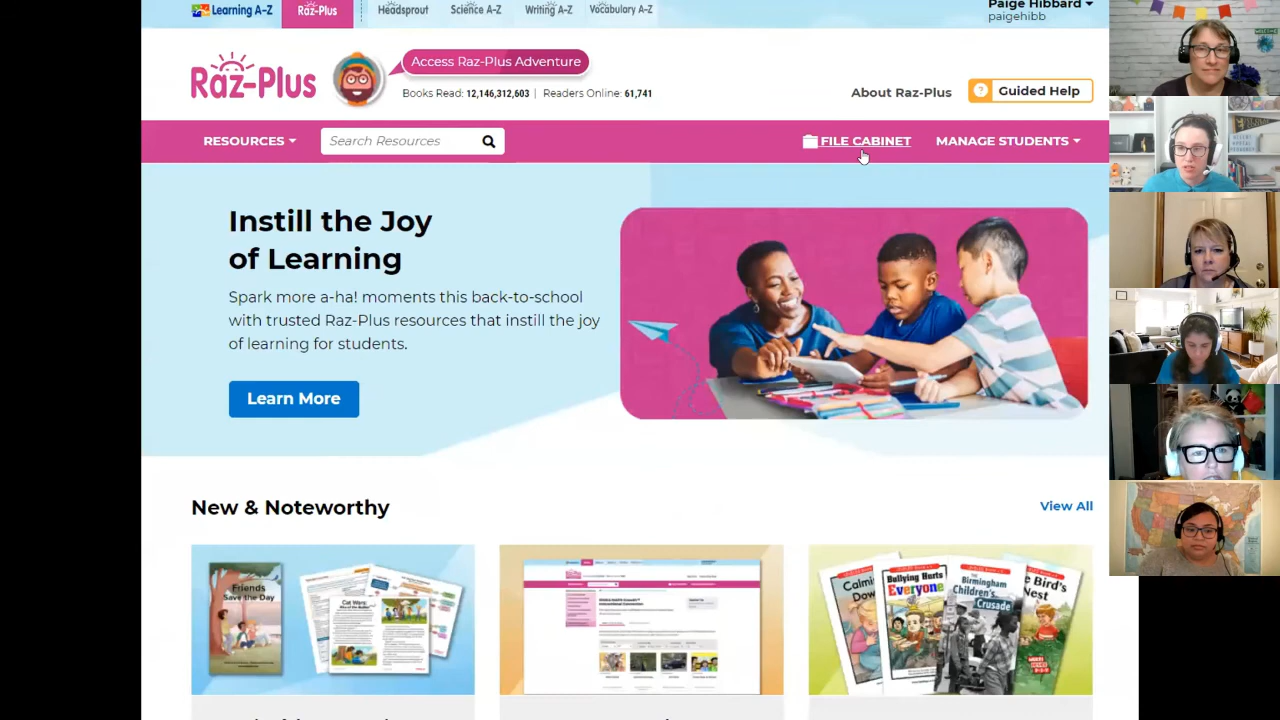 Learning A-Z
Raz-Plus
Headsprout
Science A-Z
Writing A-Z
Vocabulary A-Z
Paige Hibbard
paigehibb
Raz-Plus
Access Raz-Plus Adventure
Books Read: 12,146,312,603 | Readers Online: 61,741
About Raz-Plus
? Guided Help
RESOURCES
Search Resources
FILE CABINET
MANAGE STUDENTS
Instill the Joy
of Learning
Spark more a-ha! moments this back-to-school
with trusted Raz-Plus resources that instill the joy
of learning for students.
Learn More
New & Noteworthy
View All
Friends
Save the Day
Cat Wars:
Bullying Hurts
Everyone
The
Birmingham
Children's
Crusade